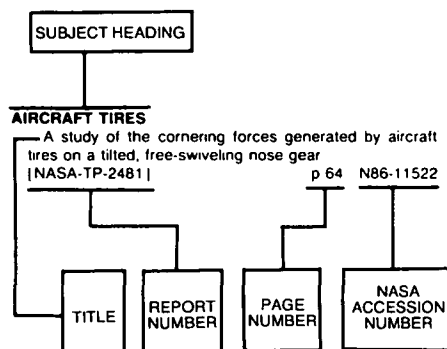 SUBJECT HEADING
AIRCRAFT TIRES
A study of the cornering forces generated by aircraft
tires on a tilted, free-swiveling nose gear
[NASA-TP-2481] p 64 N86-11522
TITLE
REPORT
NUMBER
PAGE
NUMBER
NASA
ACCESSION
NUMBER